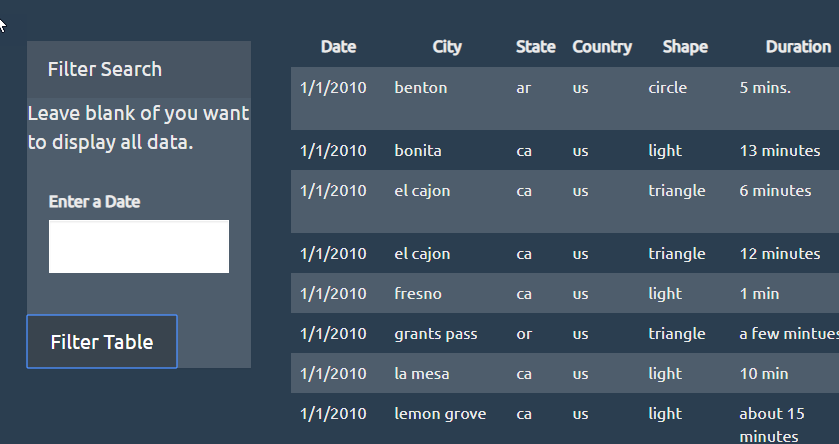 Filter Search
Leave blank of you want
to display all data.
Enter a Date
Filter Table
Date City State Country Shape Duration
1/1/2010 benton ar us circle 5 mins.
1/1/2010 bonita ca us light 13 minutes
1/1/2010 el cajon ca us triangle 6 minutes
1/1/2010 el cajon ca us triangle 12 minutes
1/1/2010 fresno ca us light 1 min
1/1/2010 grants pass or us triangle a few mintues
1/1/2010 la mesa ca us light 10 min
1/1/2010 lemon grove ca us light about 15
minutes